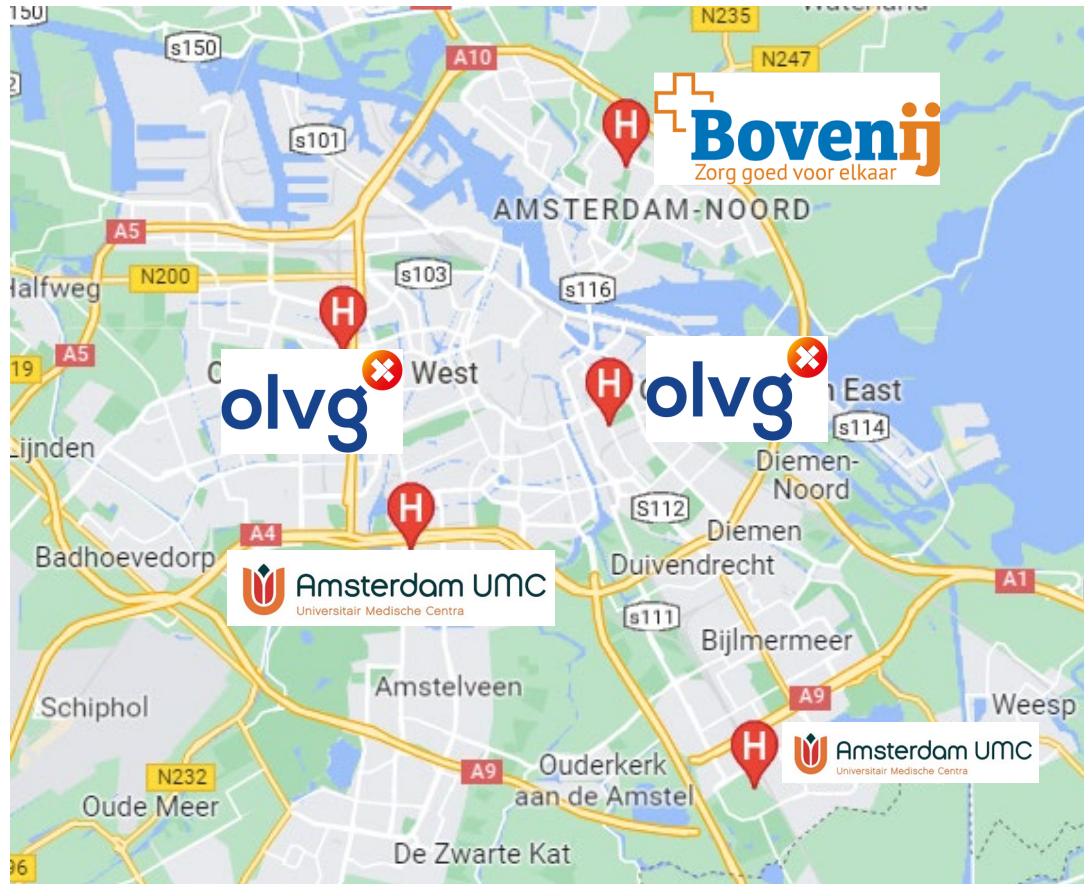 150
s150
A10
N235
N247
H
Bovenij
Zorg goed voor elkaar
s101
AMSTERDAM-NOORD
A5
N200
s103
s116
Halfweg
H
A5
19
West
olvg
H
olvg
East
s114
Lijnden
Diemen-
Noord
H
S112
Diemen
A4
Badhoevedorp
Duivendrecht
A1
Amsterdam UMC
Universitair Medische Centra
s111
Bijlmermeer
Amstelveen
A9
Schiphol
Weesp
H
Amsterdam UMC
Universitair Medische Centra
N232
A9
Ouderkerk
aan de Amstel
Oude Meer
De Zwarte Kat
96